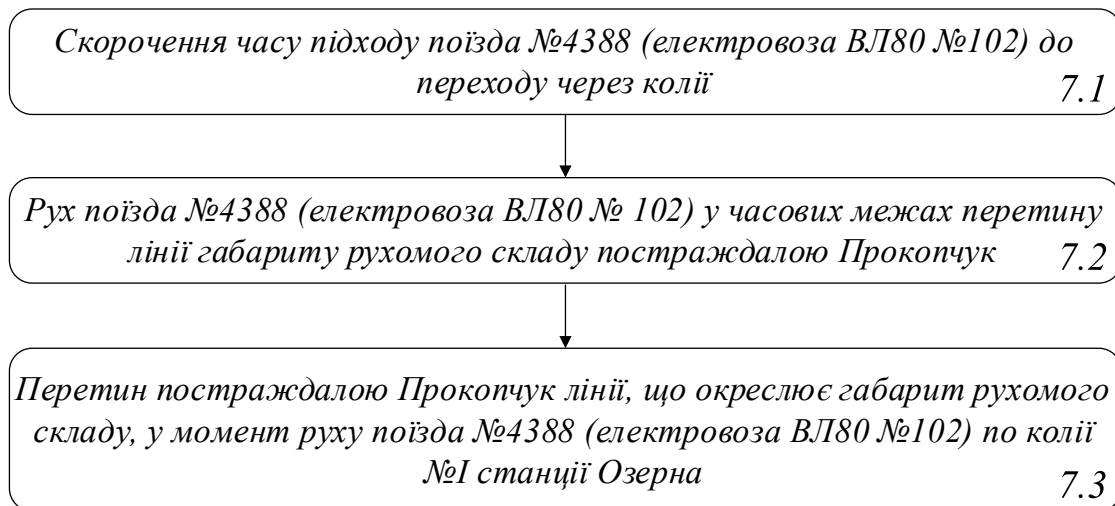 Скорочення часу підходу поїзда №4388 (електровоза ВЛ80 №102) до
переходу через колії
7.1
Рух поїзда №4388 (електровоза ВЛ80 № 102) у часових межах перетину
лінії габариту рухомого складу постраждалою Прокопчук
7.2
Перетин постраждалою Прокопчук лінії, що окреслює габарит рухомого
складу, у момент руху поїзда №4388 (електровоза ВЛ80 №102) по колії
№І станції Озерна
7.3